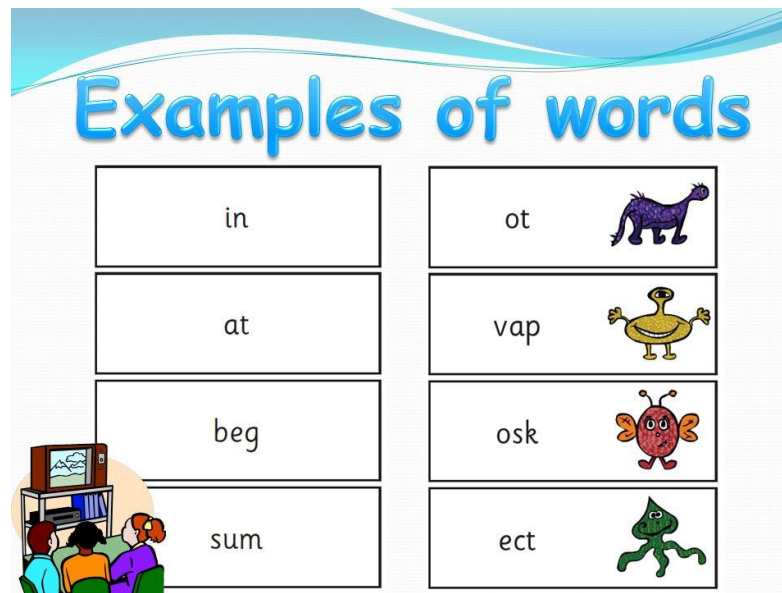 Examples of words
in
ot
at
vap
beg
osk
sum
ect